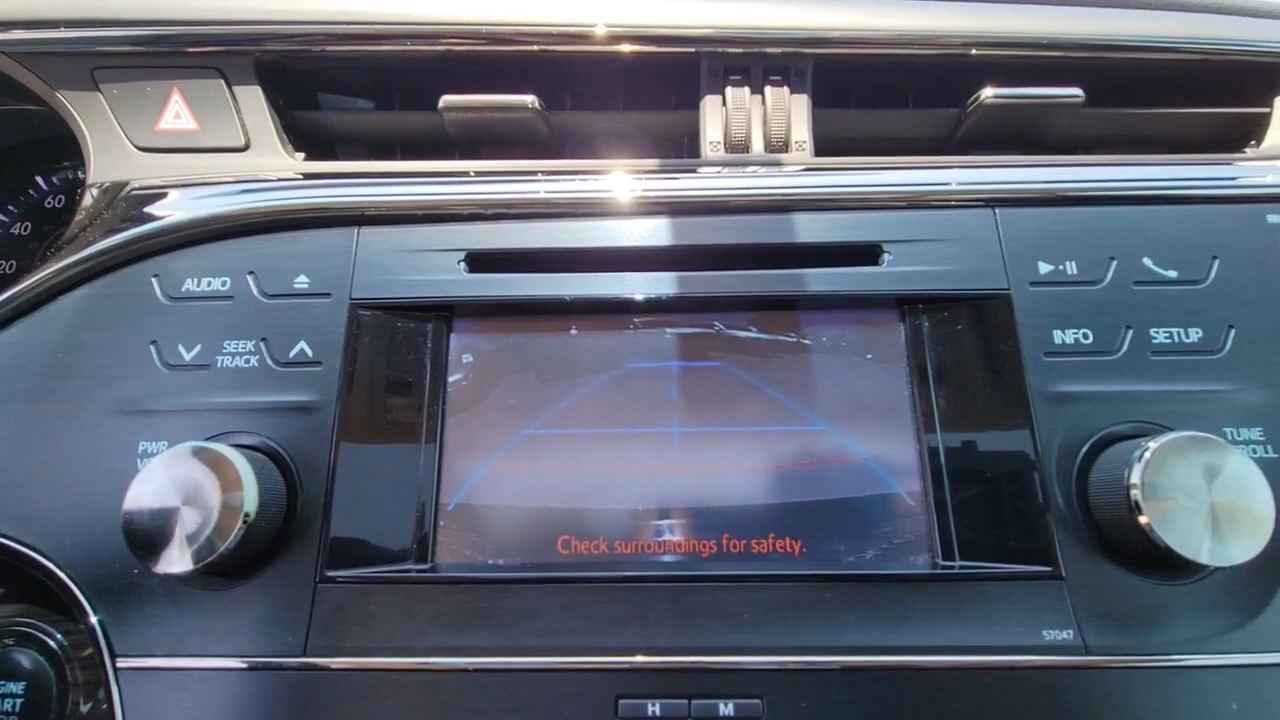 60
40
20
AUDIO
SEEK
TRACK
PWR
INFO
SETUP
TUNE
Check surroundings for safety.
57047
H
M